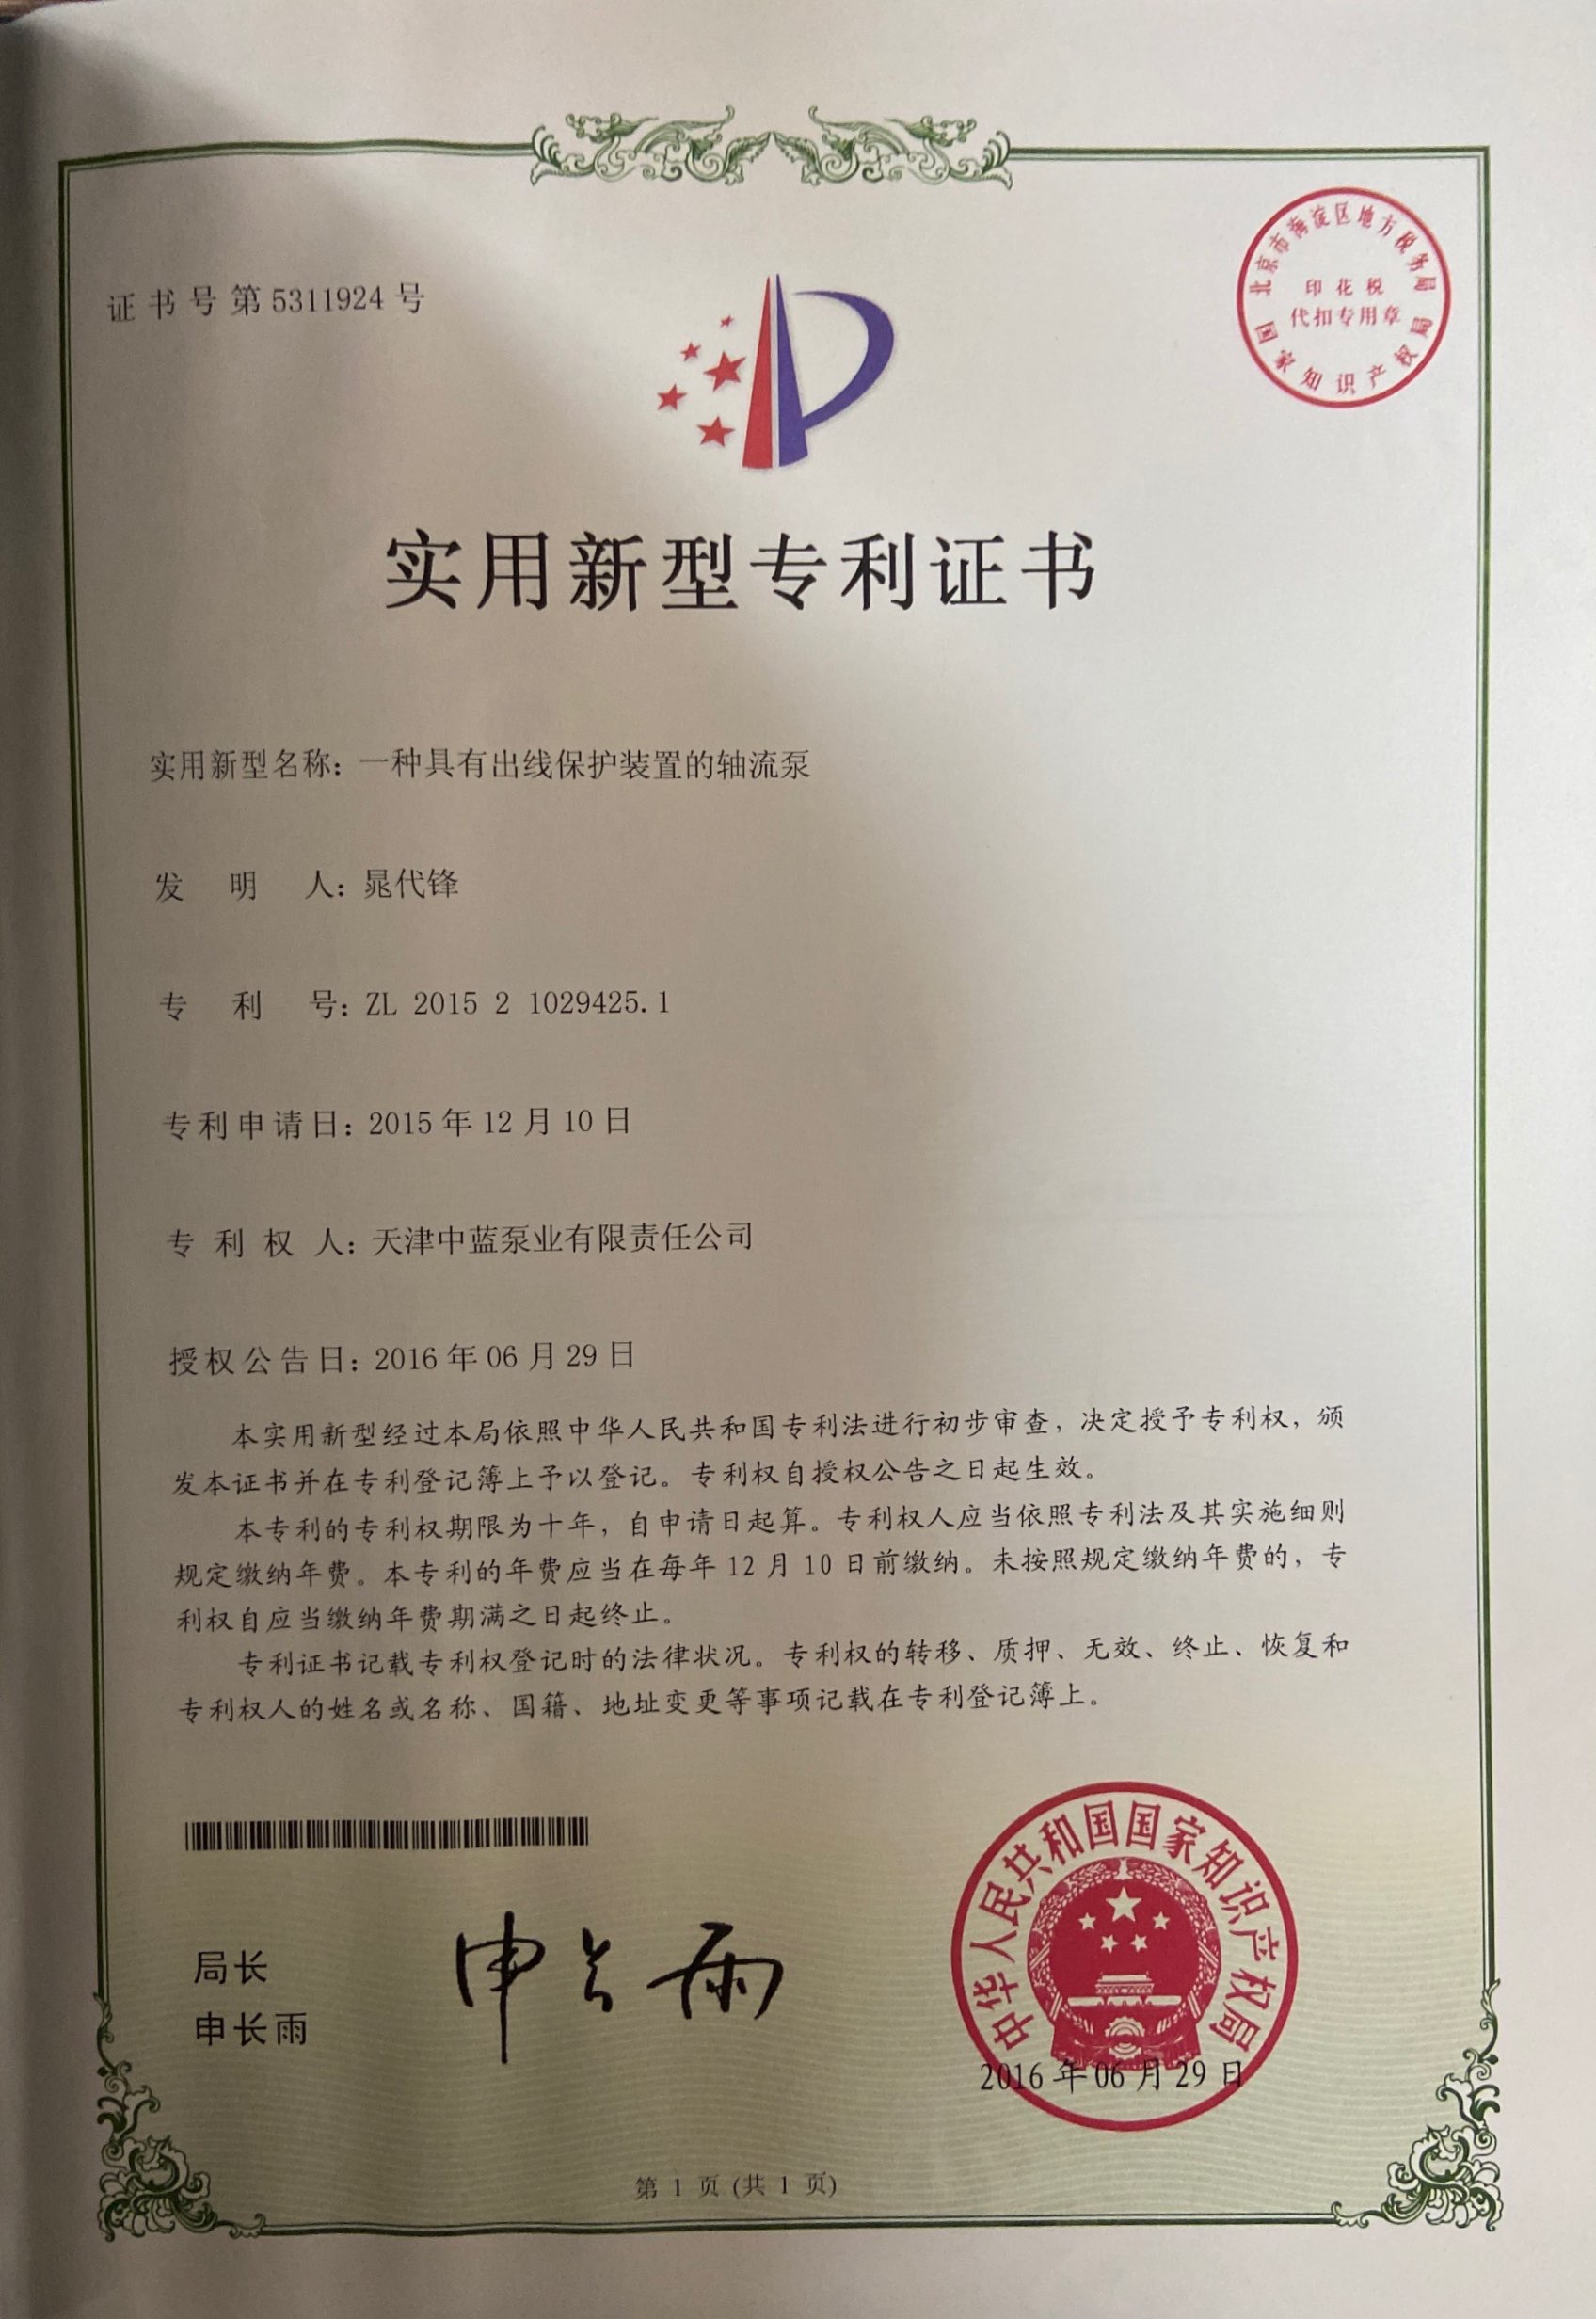 证书号第5311924号
北京市海淀区地方税务局
印花税
代扣专用章
国家知识产权局
实用新型专利证书
实用新型名称：一种具有出线保护装置的轴流泵
发明人：晁代锋
专利号：ZL 2015 2 1029425.1
专利申请日：2015年12月10日
专利权人：天津中蓝泵业有限责任公司
授权公告日：2016年06月29日
本实用新型经过本局依照中华人民共和国专利法进行初步审查，决定授予专利权，颁
发本证书并在专利登记簿上予以登记。专利权自授权公告之日起生效。
本专利的专利权期限为十年，自申请日起算。专利权人应当依照专利法及其实施细则
规定缴纳年费。本专利的年费应当在每年12月10日前缴纳。未按照规定缴纳年费的，专
利权自应当缴纳年费期满之日起终止。
专利证书记载专利权登记时的法律状况。专利权的转移、质押、无效、终止、恢复和
专利权人的姓名或名称、国籍、地址变更等事项记载在专利登记簿上。
局长
申长雨
申长雨
中华人民共和国国家知识产权局
2016年06月29日
第 1 页 (共 1 页)